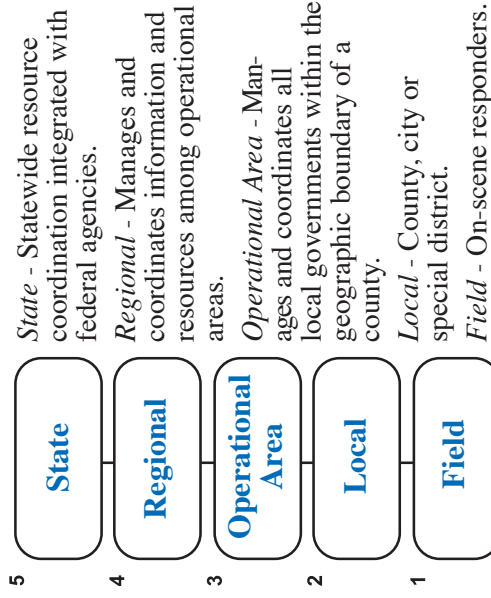 5
State
State - Statewide resource
coordination integrated with
federal agencies.
4
Regional
Regional - Manages and
coordinates information and
resources among operational
areas.
3
Operational
Area
Operational Area - Man-
ages and coordinates all
local governments within the
geographic boundary of a
county.
2
Local
Local - County, city or
special district.
1
Field
Field - On-scene responders.